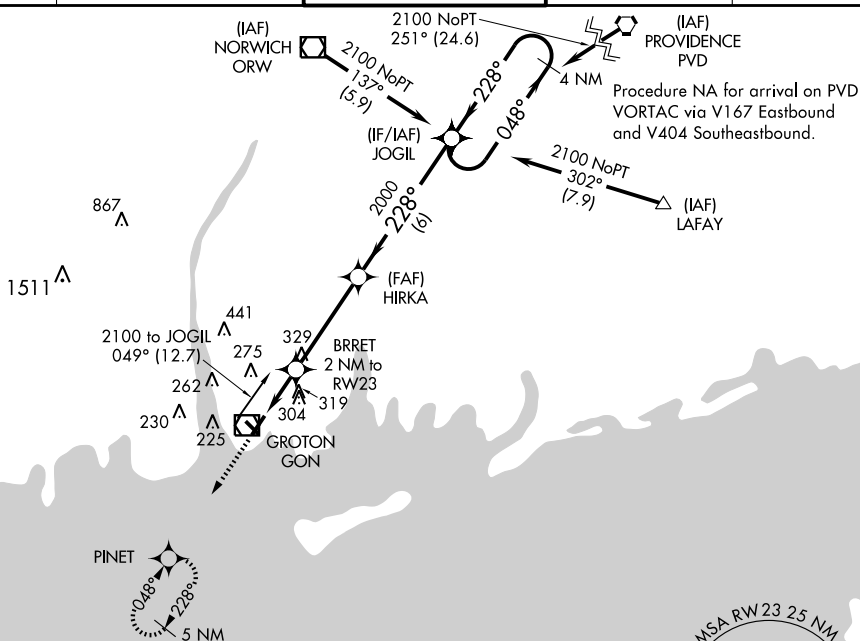 2100 NoPT
251° (24.6)
(IAF)
PROVIDENCE
PVD
(IAF)
NORWICH
ORW
2100 NoPT
137°
(5.9)
228°
048°
4 NM
Procedure NA for arrival on PVD
VORTAC via V167 Eastbound
and V404 Southeastbound.
(IF/IAF)
JOGIL
2100 NoPT
302°
(7.9)
(IAF)
LAFAY
2000
228°
(6)
867
1511
(FAF)
HIRKA
441
2100 to JOGIL
049° (12.7)
275
329
BRRET
2 NM to
RW23
262
319
304
230
225
GROTON
GON
PINET
048°
228°
5 NM
MSA RW23 25 NM